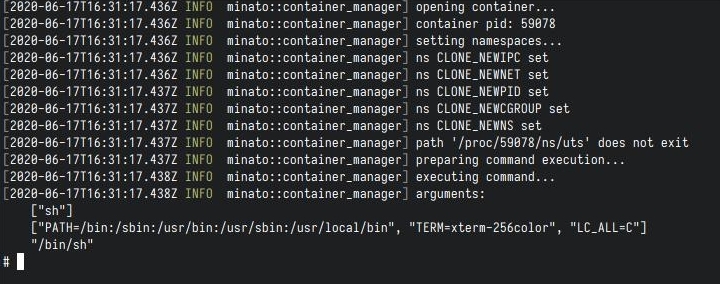 [2020-06-17T16:31:17.436Z INFO  minato::container_manager] opening container...
[2020-06-17T16:31:17.436Z INFO  minato::container_manager] container pid: 59078
[2020-06-17T16:31:17.436Z INFO  minato::container_manager] setting namespaces...
[2020-06-17T16:31:17.436Z INFO  minato::container_manager] ns CLONE_NEWIPC set
[2020-06-17T16:31:17.436Z INFO  minato::container_manager] ns CLONE_NEWNET set
[2020-06-17T16:31:17.437Z INFO  minato::container_manager] ns CLONE_NEWPID set
[2020-06-17T16:31:17.437Z INFO  minato::container_manager] ns CLONE_NEWCGROUP set
[2020-06-17T16:31:17.437Z INFO  minato::container_manager] ns CLONE_NEWNS set
[2020-06-17T16:31:17.437Z INFO  minato::container_manager] path '/proc/59078/ns/uts' does not exit
[2020-06-17T16:31:17.437Z INFO  minato::container_manager] preparing command execution...
[2020-06-17T16:31:17.438Z INFO  minato::container_manager] executing command...
[2020-06-17T16:31:17.438Z INFO  minato::container_manager] arguments:
    ["sh"]
    ["PATH=/bin:/sbin:/usr/bin:/usr/sbin:/usr/local/bin", "TERM=xterm-256color", "LC_ALL=C"]
    "/bin/sh"
#